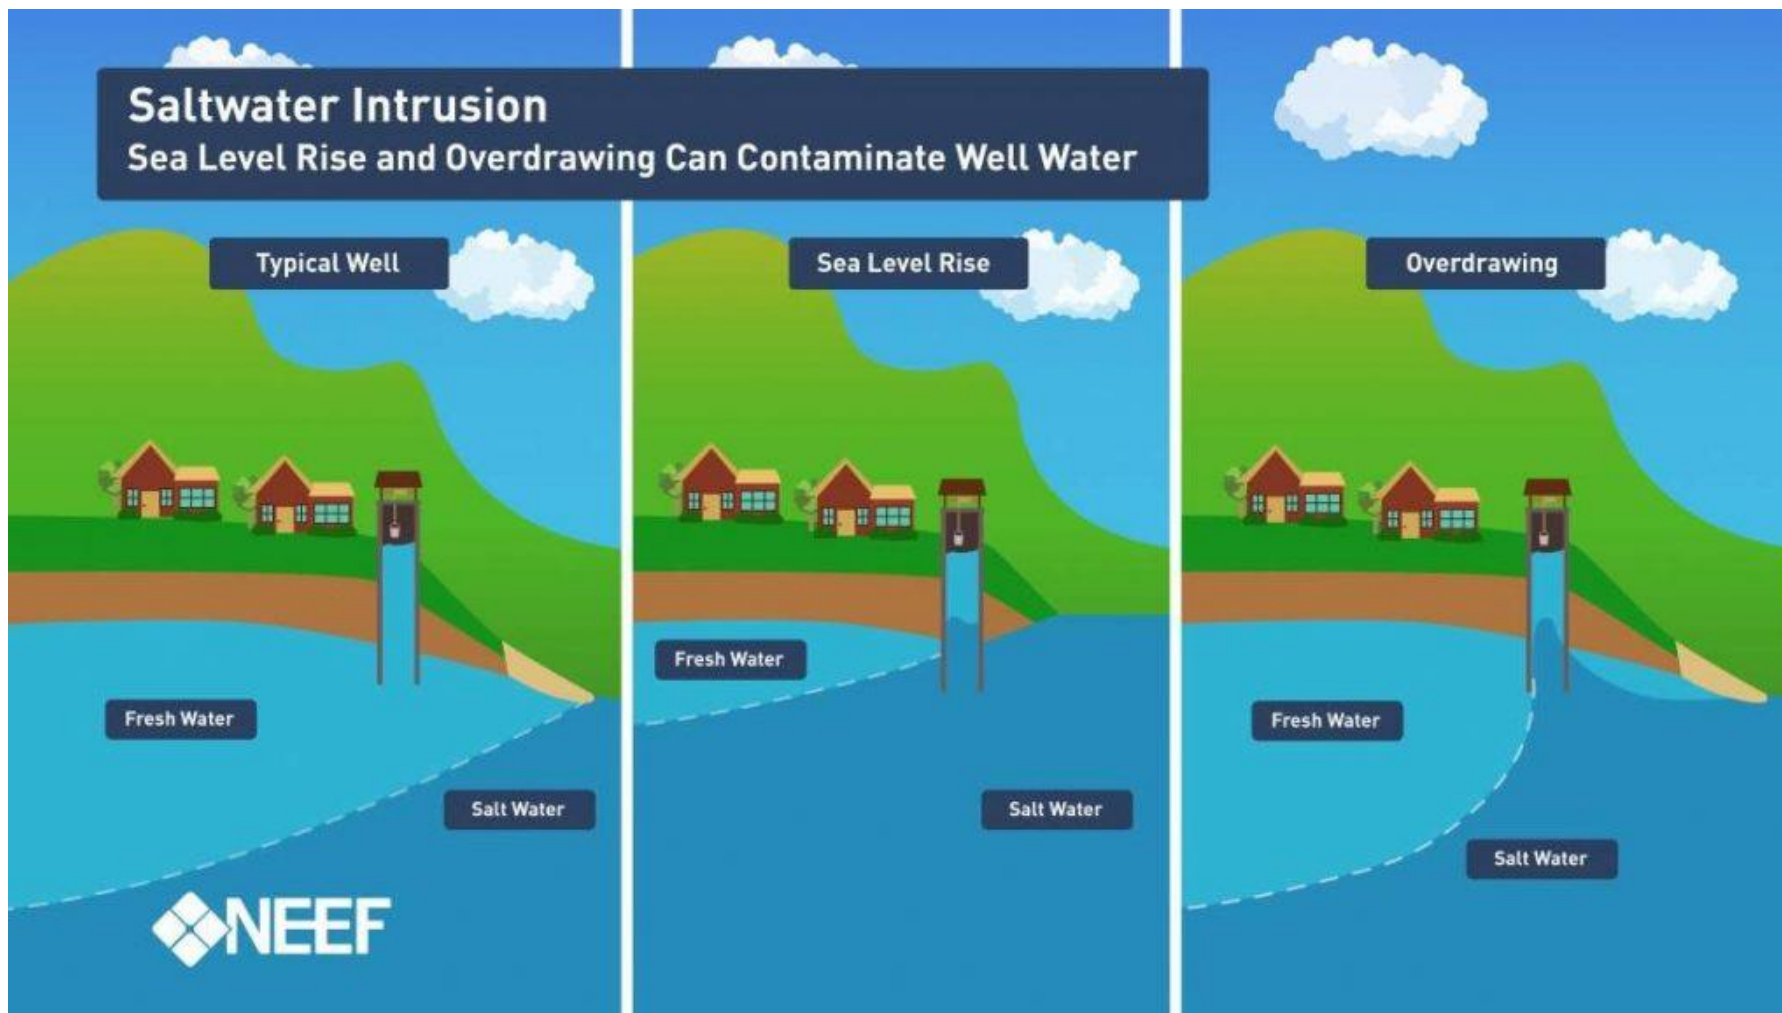 Saltwater Intrusion
Sea Level Rise and Overdrawing Can Contaminate Well Water
Typical Well
Fresh Water
Salt Water
NEEF
Sea Level Rise
Fresh Water
Salt Water
Overdrawing
Fresh Water
Salt Water